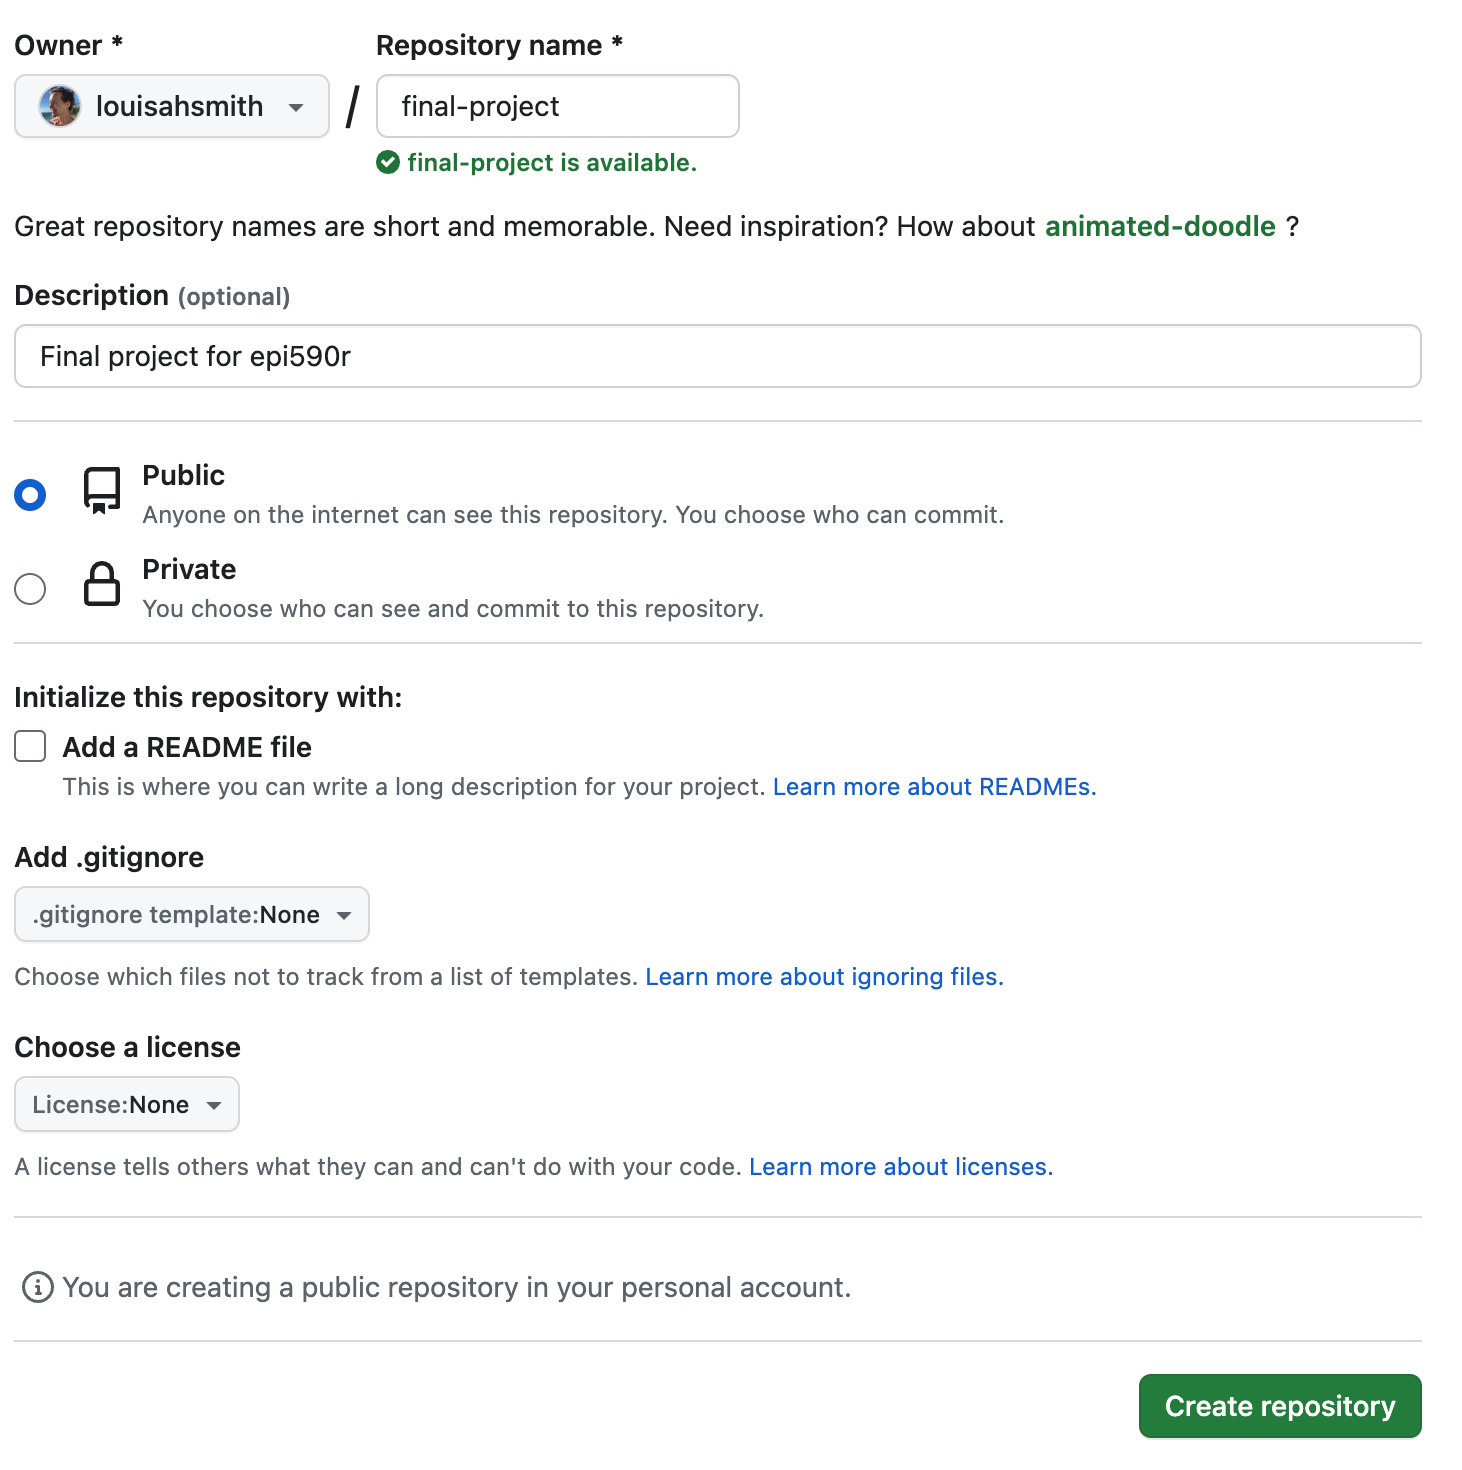 Owner *
Repository name *
louisahsmith / final-project
final-project is available.
Great repository names are short and memorable. Need inspiration? How about animated-doodle ?
Description (optional)
Final project for epi590r
Public
Anyone on the internet can see this repository. You choose who can commit.
Private
You choose who can see and commit to this repository.
Initialize this repository with:
Add a README file
This is where you can write a long description for your project. Learn more about READMEs.
Add .gitignore
.gitignore template:None
Choose which files not to track from a list of templates. Learn more about ignoring files.
Choose a license
License:None
A license tells others what they can and can't do with your code. Learn more about licenses.
You are creating a public repository in your personal account.
Create repository